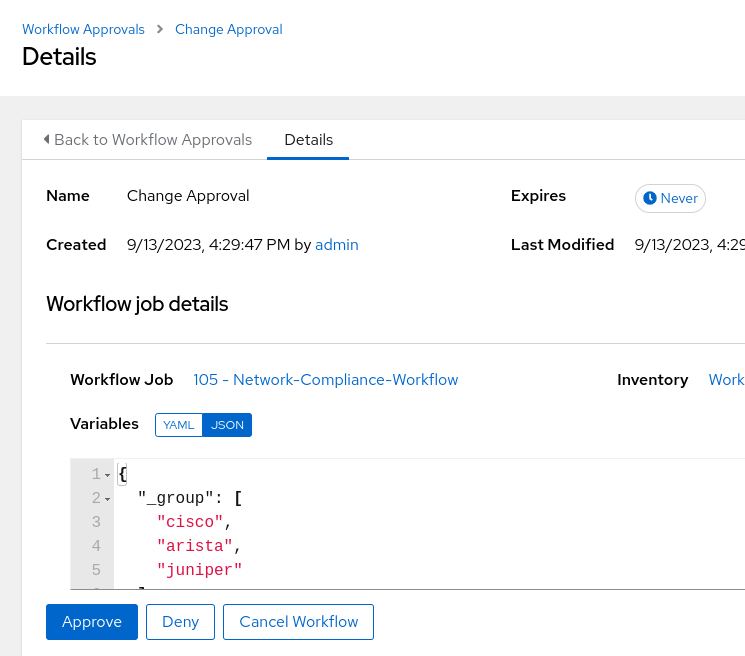 Workflow Approvals > Change Approval
Details
Back to Workflow Approvals Details
Name Change Approval Expires Never
Created 9/13/2023, 4:29:47 PM by admin Last Modified 9/13/2023, 4:29
Workflow job details
Workflow Job 105 - Network-Compliance-Workflow Inventory Work
Variables YAML JSON
1 {
2 "_group": [
3 "cisco",
4 "arista",
5 "juniper"
Approve Deny Cancel Workflow